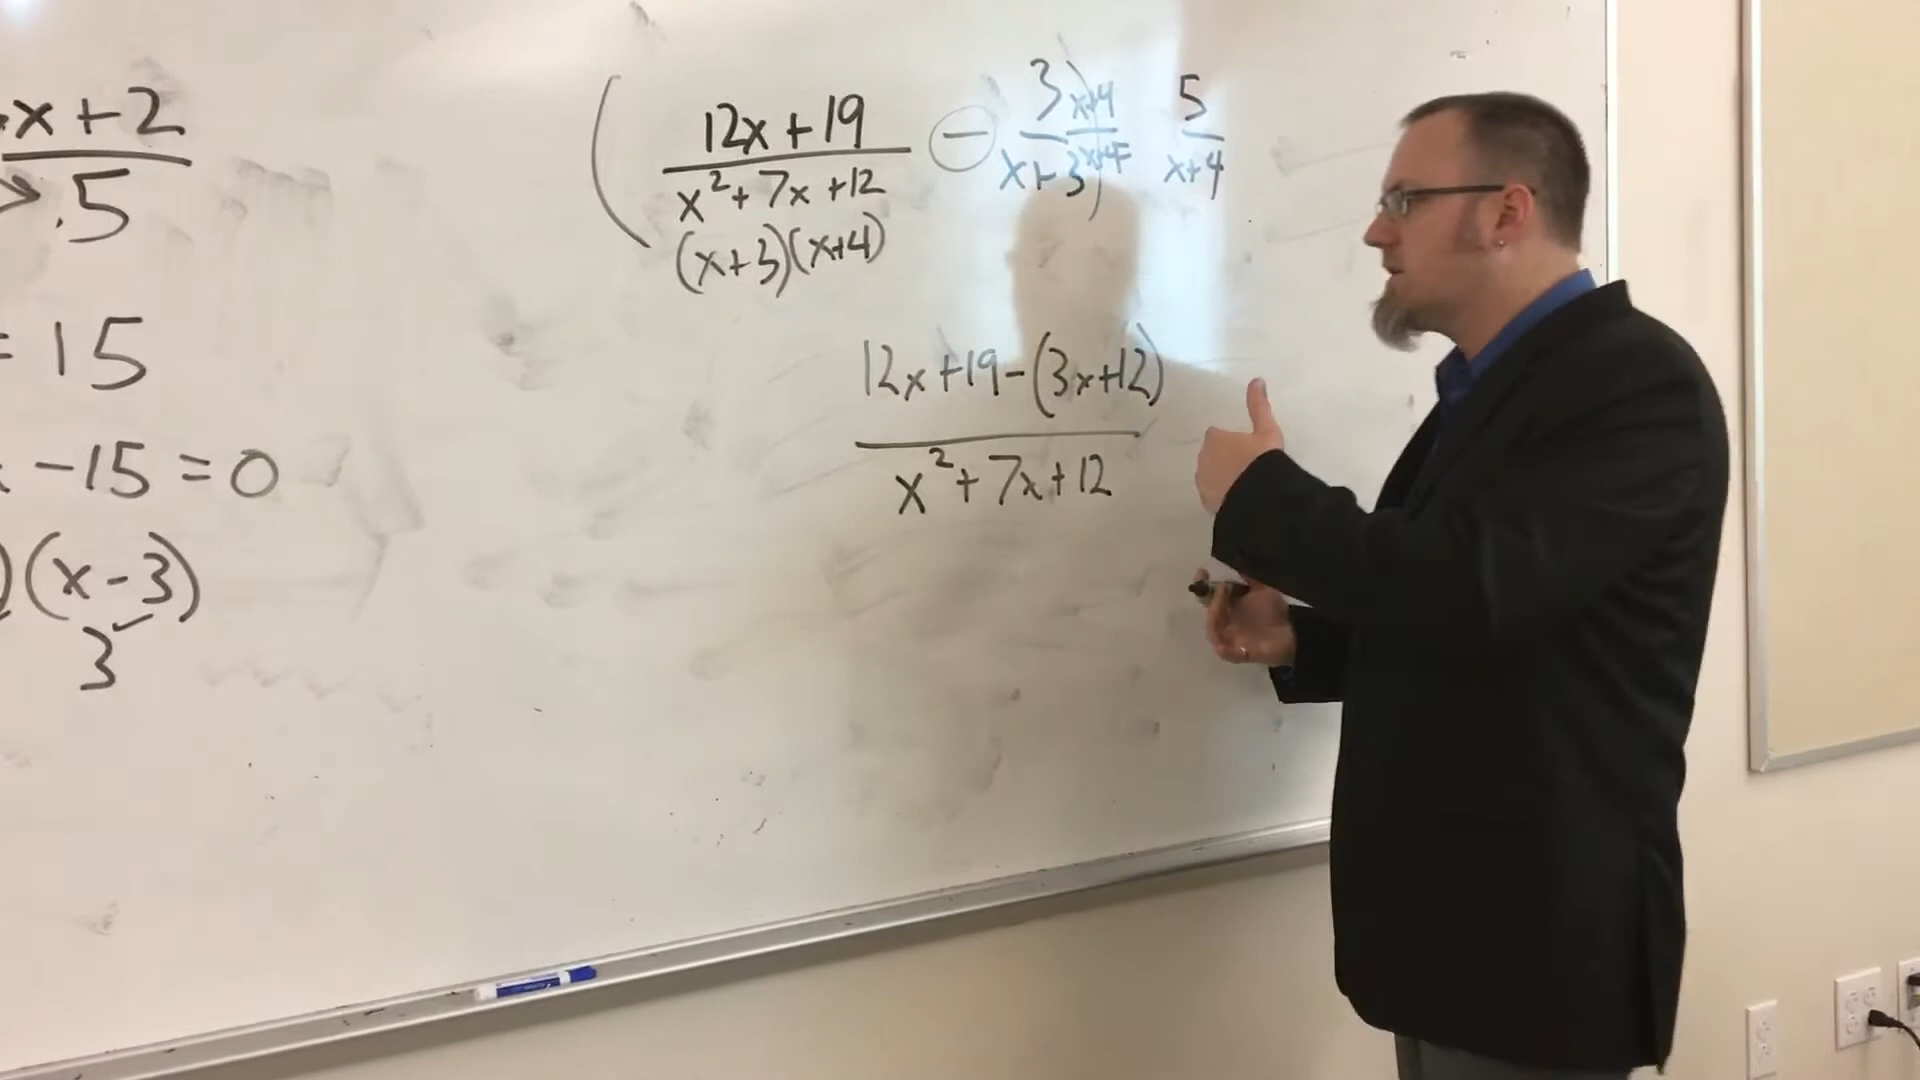 x + 2
.5
= 15
- 15 = 0
(x - 3)
3
( 12x + 19 − 3 x+4 ) 5
x² + 7x + 12 x + 3 x+4 x+4
(x+3)(x+4)
12x + 19 - (3x+12)
x² + 7x + 12